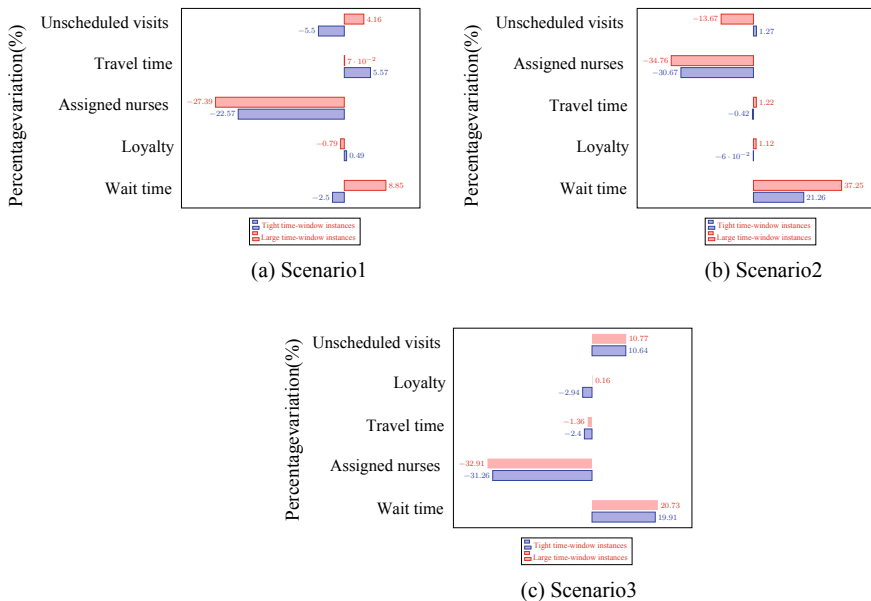 Percentagevariation(%)
Unscheduled visits
4.16
−5.5
Travel time
7 · 10−2
5.57
Assigned nurses
−27.39
−22.57
Loyalty
−0.79
0.49
Wait time
8.85
−2.5
Tight time-window instances
Large time-window instances
(a) Scenario1
Percentagevariation(%)
Unscheduled visits
−13.67
1.27
Assigned nurses
−34.76
−30.67
Travel time
1.22
−0.42
Loyalty
1.12
−6 · 10−2
Wait time
37.25
21.26
Tight time-window instances
Large time-window instances
(b) Scenario2
Percentagevariation(%)
Unscheduled visits
10.77
10.64
Loyalty
0.16
−2.94
Travel time
−1.36
−2.4
Assigned nurses
−32.91
−31.26
Wait time
20.73
19.91
Tight time-window instances
Large time-window instances
(c) Scenario3